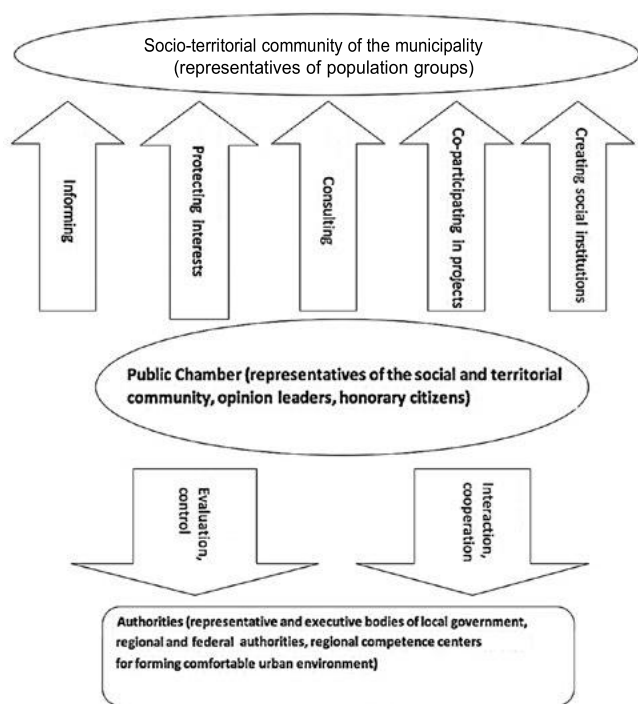 Socio-territorial community of the municipality
(representatives of population groups)
Informing
Protecting
interests
Consulting
Co-participating
in projects
Creating social
institutions
Public Chamber (representatives of the social and territorial
community, opinion leaders, honorary citizens)
Evaluation,
control
Interaction,
cooperation
Authorities (representative and executive bodies of local government,
regional and federal authorities, regional competence centers
for forming comfortable urban environment)